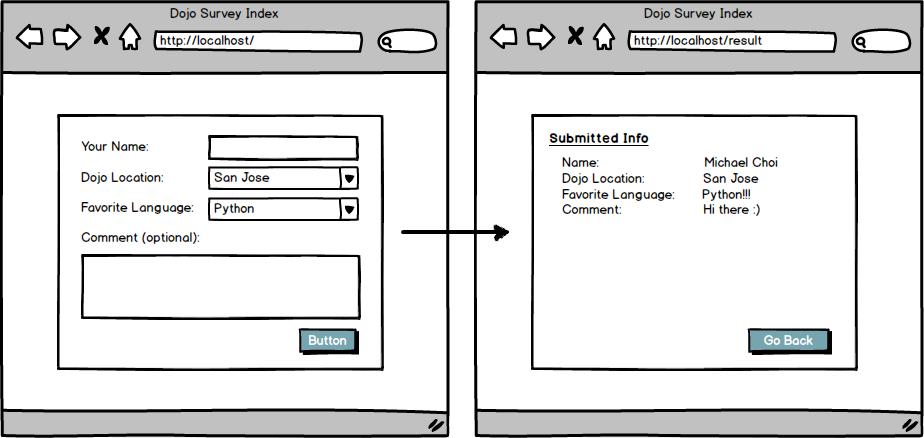 Dojo Survey Index
http://localhost/
Your Name:
Dojo Location: San Jose
Favorite Language: Python
Comment (optional):
Button
Dojo Survey Index
http://localhost/result
Submitted Info
Name: Michael Choi
Dojo Location: San Jose
Favorite Language: Python!!!
Comment: Hi there :)
Go Back